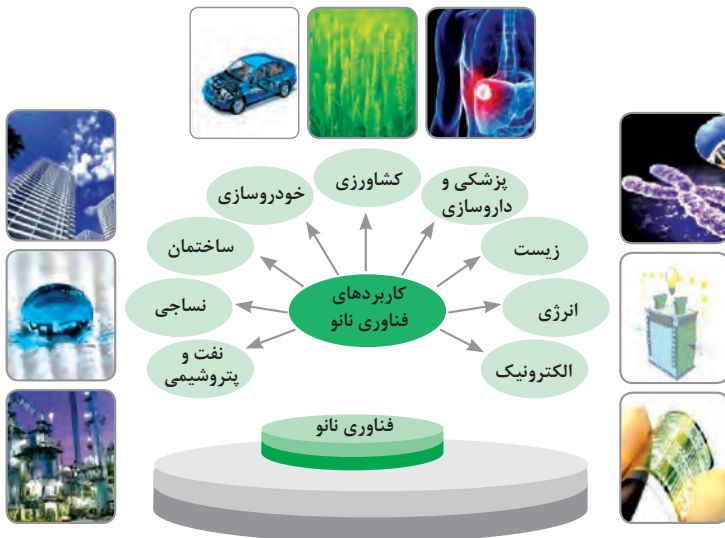 کشاورزی
پزشکی و
داروسازی
خودروسازی
زیست
ساختمان
انرژی
نساجی
الکترونیک
نفت و
پتروشیمی
کاربردهای
فناوری نانو
فناوری نانو